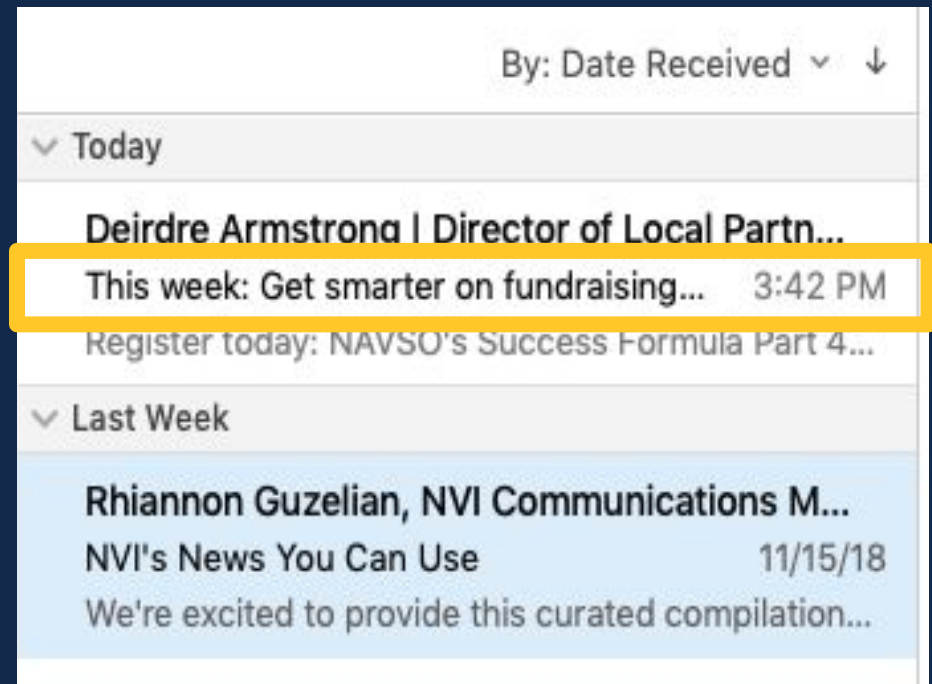 By: Date Received
Today
Deirdre Armstrong | Director of Local Partn...
This week: Get smarter on fundraising... 3:42 PM
Register today: NAVSO's Success Formula Part 4...
Last Week
Rhiannon Guzelian, NVI Communications M...
NVI's News You Can Use 11/15/18
We're excited to provide this curated compilation...